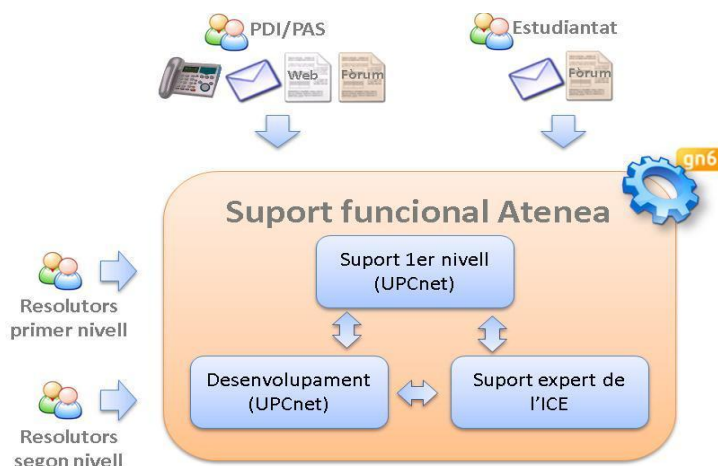 PDI/PAS
Estudiantat
Web
Fòrum
Fòrum
gn6
Suport funcional Atenea
Suport 1er nivell
(UPCnet)
Resolutors
primer nivell
Desenvolupament
(UPCnet)
Suport expert de
l'ICE
Resolutors
segon nivell